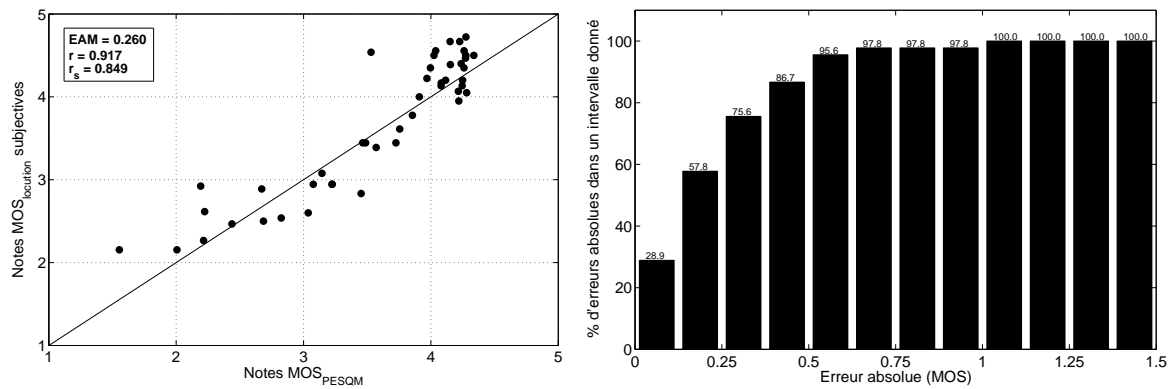 EAM = 0.260
r = 0.917
r_s = 0.849
Notes MOS_locution subjectives
5
4
3
2
1
1 2 3 4 5
Notes MOS_PESQM
% d'erreurs absolues dans un intervalle donné
100
80
60
40
20
0
28.9 57.8 75.6 86.7 95.6 97.8 97.8 97.8 100.0 100.0 100.0 100.0
0 0.25 0.5 0.75 1 1.25 1.5
Erreur absolue (MOS)